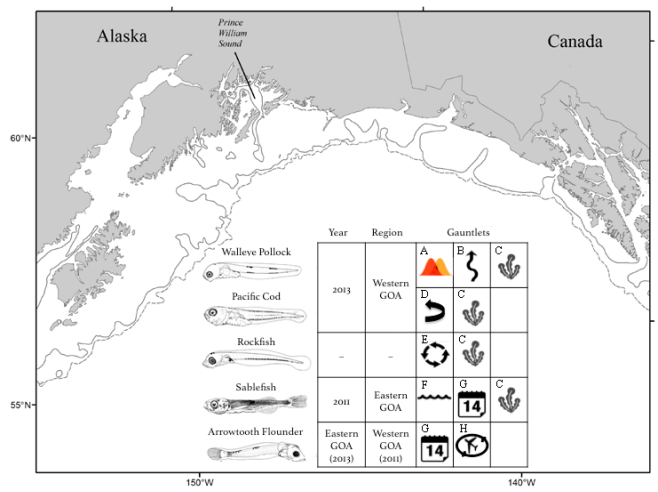 Prince
William
Sound
Alaska
Canada
60°N
55°N
150°W
140°W
Year Region Gauntlets
Walleye Pollock
Pacific Cod
Rockfish
Sablefish
Arrowtooth Flounder
2013
Western
GOA
A B C
D C
– –
E C
2011
Eastern
GOA
F G C
14
Eastern
GOA
(2013)
Western
GOA
(2011)
G H
14